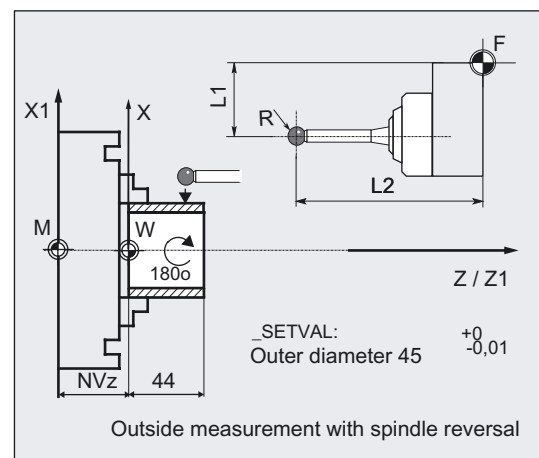 F
L1
X1
X
R
L2
M
W
180o
Z / Z1
_SETVAL: +0
Outer diameter 45 -0,01
NVz 44
Outside measurement with spindle reversal